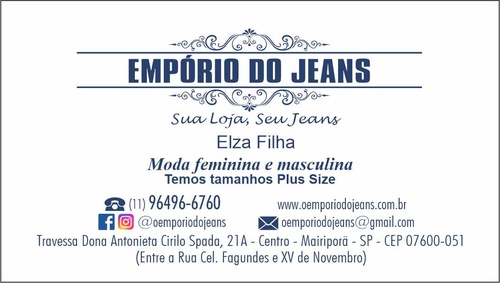 EMPÓRIO DO JEANS
Sua Loja, Seu Jeans
Elza Filha
Moda feminina e masculina
Temos tamanhos Plus Size
(11) 96496-6760 www.oemporiodojeans.com.br
@oemporiodojeans oemporiodojeans@gmail.com
Travessa Dona Antonieta Cirilo Spada, 21A - Centro - Mairiporã - SP - CEP 07600-051
(Entre a Rua Cel. Fagundes e XV de Novembro)